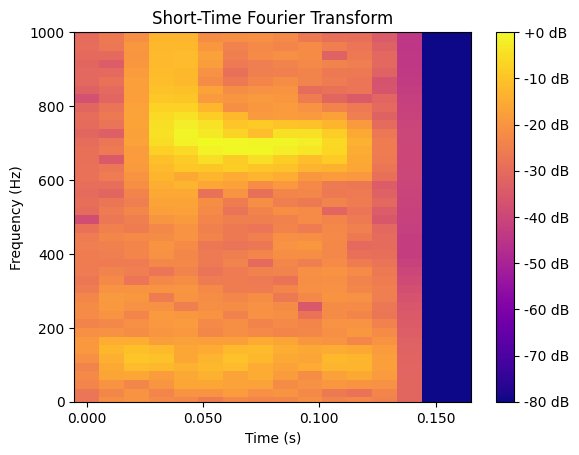 Short-Time Fourier Transform
1000
800
600
400
200
0
Frequency (Hz)
0.000
0.050
0.100
0.150
Time (s)
+0 dB
-10 dB
-20 dB
-30 dB
-40 dB
-50 dB
-60 dB
-70 dB
-80 dB